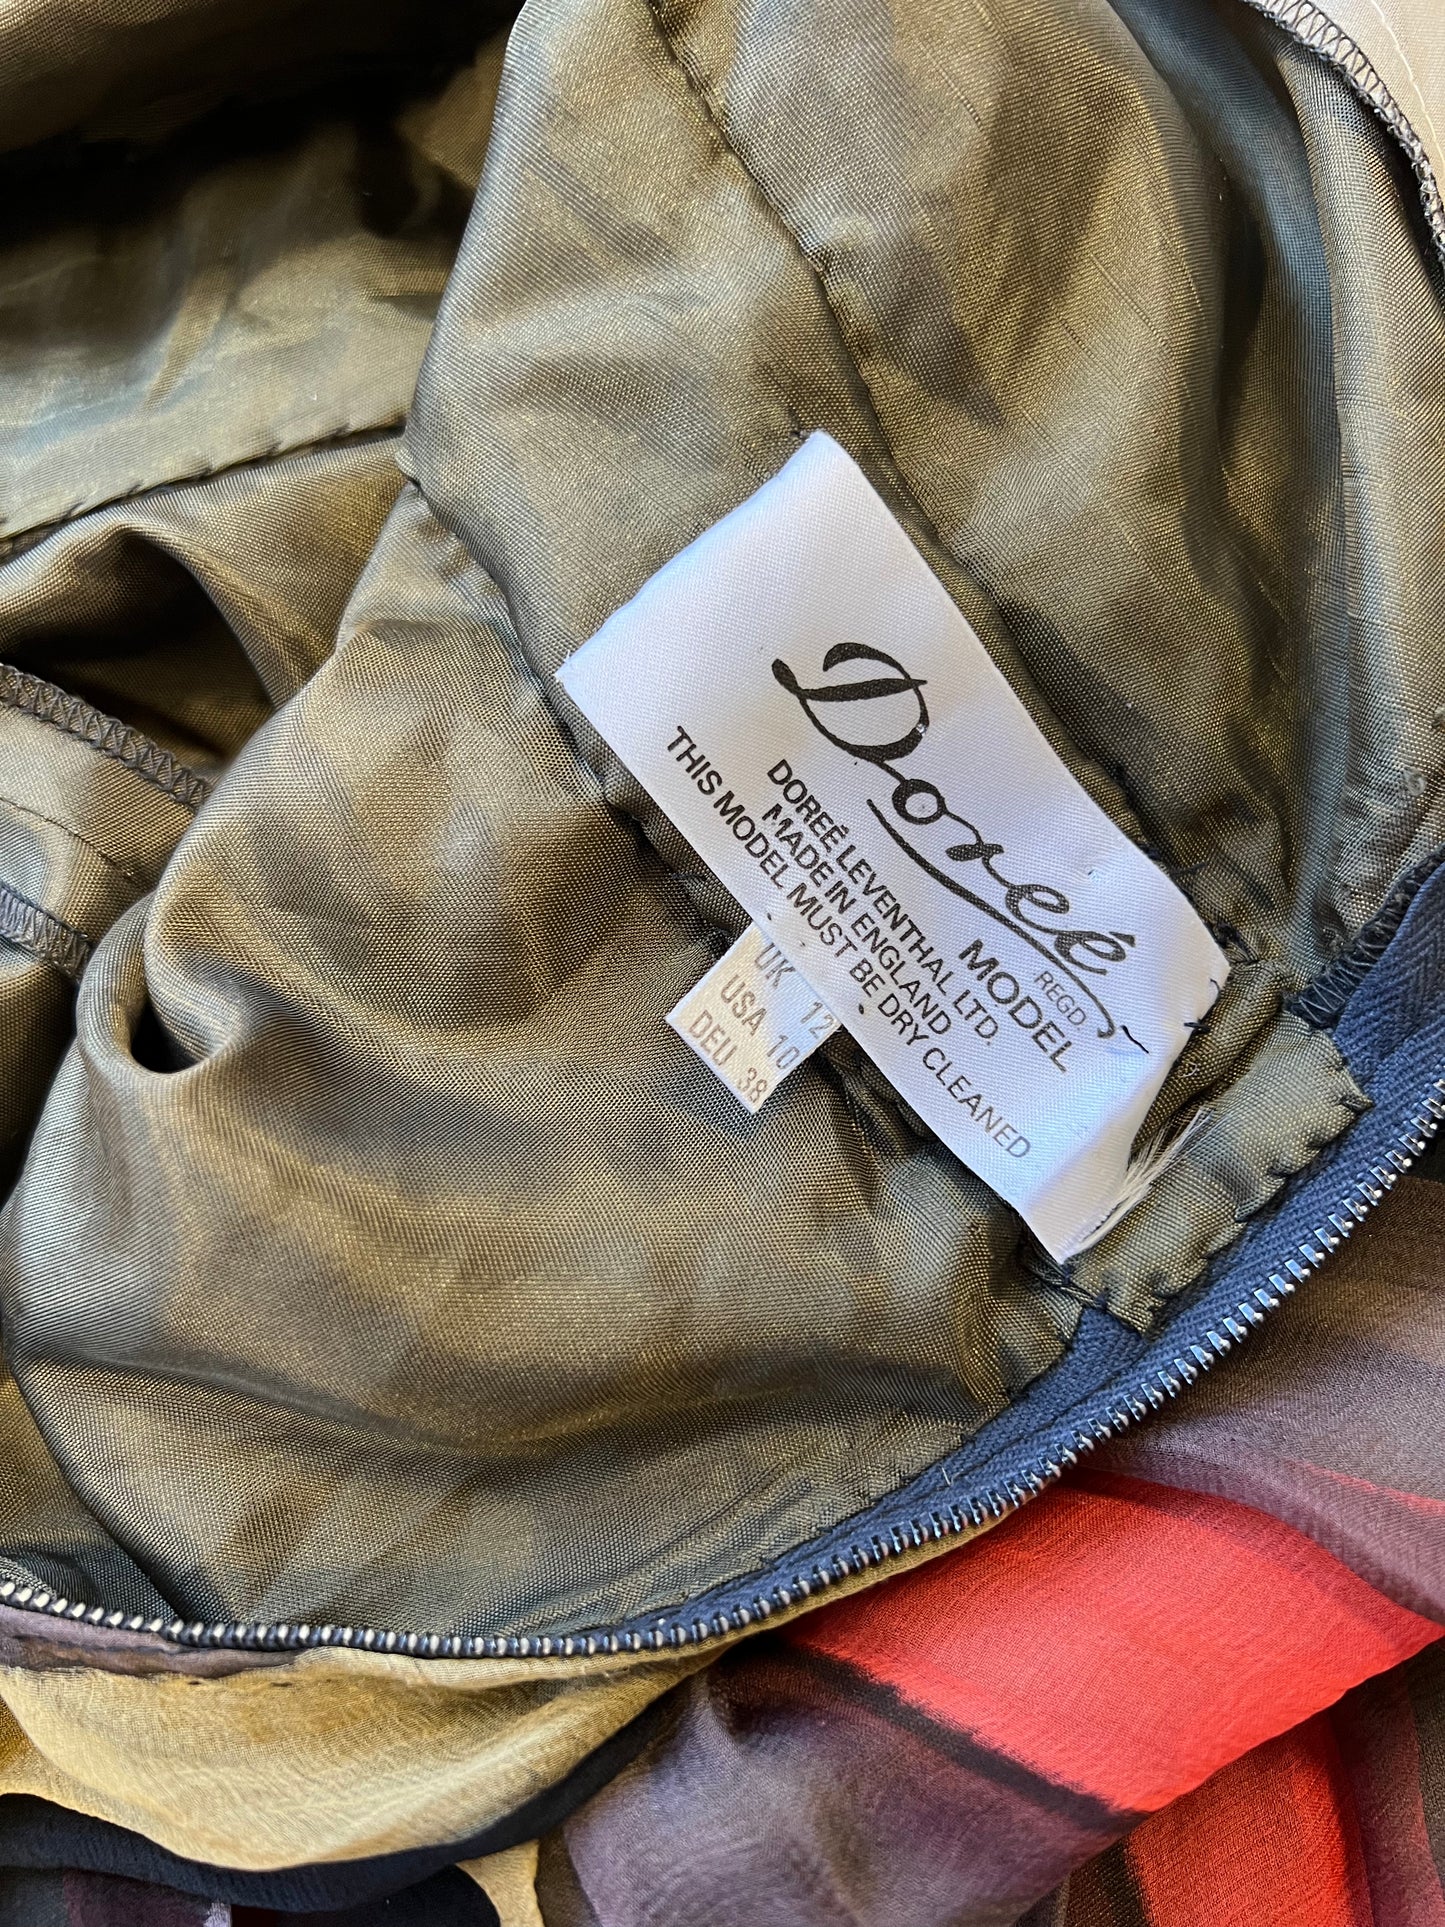 Doreé
REGD.
MODEL
DOREÉ LEVENTHAL LTD.
MADE IN ENGLAND
THIS MODEL MUST BE DRY CLEANED
UK 12
USA 10
DEU 38